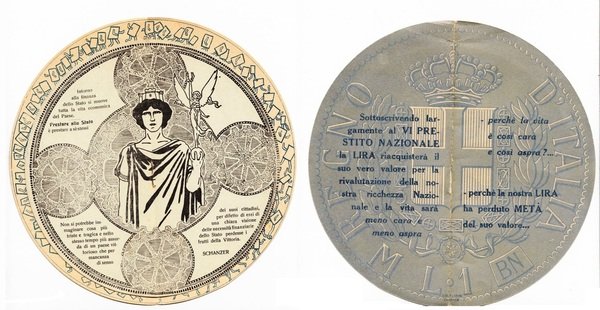 Intorno
alla finanza
dello Stato si muove
tutta la vita economica
del Paese.
Prestare allo Stato
è prestare a sè stessi
Non si potrebbe im-
maginare cosa più
triste e tragica e nello
stesso tempo più assur-
da di un paese vit-
torioso che per
mancanza
di senno
dei suoi cittadini,
per difetto di essi di
una chiara visione
delle necessità finanziarie
dello Stato perdesse i
frutti della Vittoria.
SCHANZER
REGNO D'ITALIA
Sottoscrivendo lar-
gamente al VI PRE-
STITO NAZIONALE
la LIRA riacquisterà il
suo vero valore per la
rivalutazione della no-
stra ricchezza Nazio-
nale e la vita sarà
meno cara e
meno aspra
- perchè la vita
è così cara
e così aspra?...
- perchè la nostra LIRA
ha perduto METÀ
del suo valore...
L.1
BN